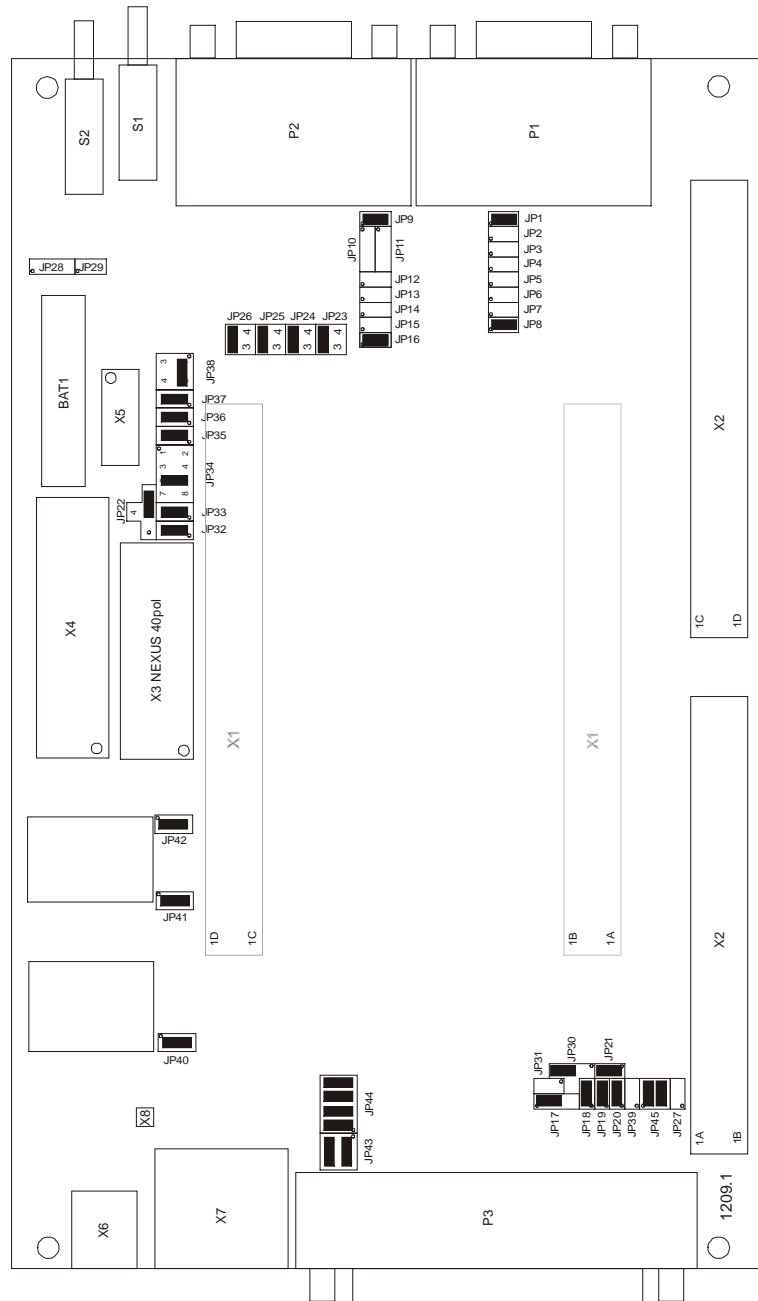 S2
S1
P2
P1
JP9
JP10
JP11
JP12
JP13
JP14
JP15
JP16
JP1
JP2
JP3
JP4
JP5
JP6
JP7
JP8
JP28
JP29
JP26
JP25
JP24
JP23
3 4
3 4
3 4
3 4
BAT1
X5
3
4
JP38
JP37
JP36
JP35
1 2
3 4
7 8
JP34
JP22
4
JP33
JP32
X2
1C
1D
X4
X3 NEXUS 40pol
X1
X1
JP42
JP41
1D
1C
1B
1A
X2
JP40
JP31
JP30
JP21
JP17
JP18
JP19
JP20
JP39
JP45
JP27
1A
1B
X8
JP44
JP43
X6
X7
P3
1209.1